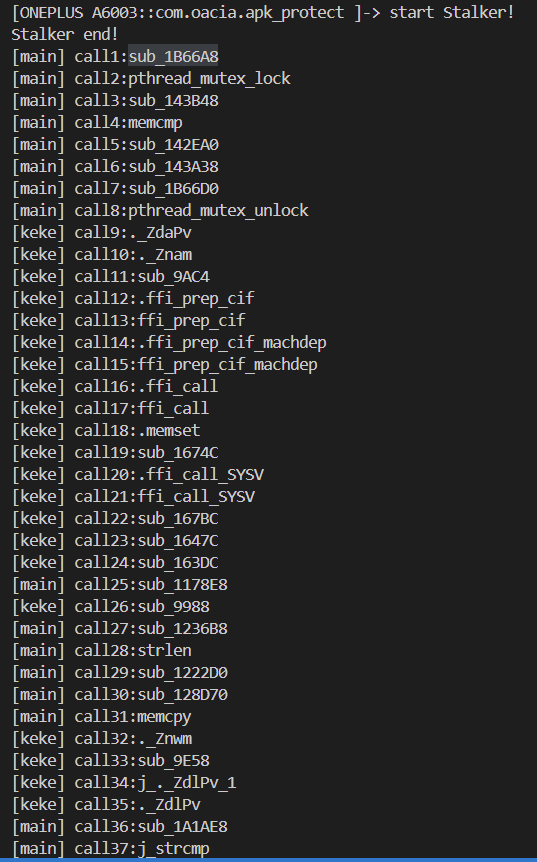 [ONEPLUS A6003::com.oacia.apk_protect ]-> start Stalker!
Stalker end!
[main] call1:sub_1B66A8
[main] call2:pthread_mutex_lock
[main] call3:sub_143B48
[main] call4:memcmp
[main] call5:sub_142EA0
[main] call6:sub_143A38
[main] call7:sub_1B66D0
[main] call8:pthread_mutex_unlock
[keke] call9:._ZdaPv
[keke] call10:._Znam
[keke] call11:sub_9AC4
[keke] call12:.ffi_prep_cif
[keke] call13:ffi_prep_cif
[keke] call14:.ffi_prep_cif_machdep
[keke] call15:ffi_prep_cif_machdep
[keke] call16:.ffi_call
[keke] call17:ffi_call
[keke] call18:.memset
[keke] call19:sub_1674C
[keke] call20:.ffi_call_SYSV
[keke] call21:ffi_call_SYSV
[keke] call22:sub_167BC
[keke] call23:sub_1647C
[keke] call24:sub_163DC
[main] call25:sub_1178E8
[keke] call26:sub_9988
[main] call27:sub_1236B8
[main] call28:strlen
[main] call29:sub_1222D0
[main] call30:sub_128D70
[main] call31:memcpy
[keke] call32:._Znwm
[keke] call33:sub_9E58
[keke] call34:j_._ZdlPv_1
[keke] call35:._ZdlPv
[main] call36:sub_1A1AE8
[main] call37:j_strcmp